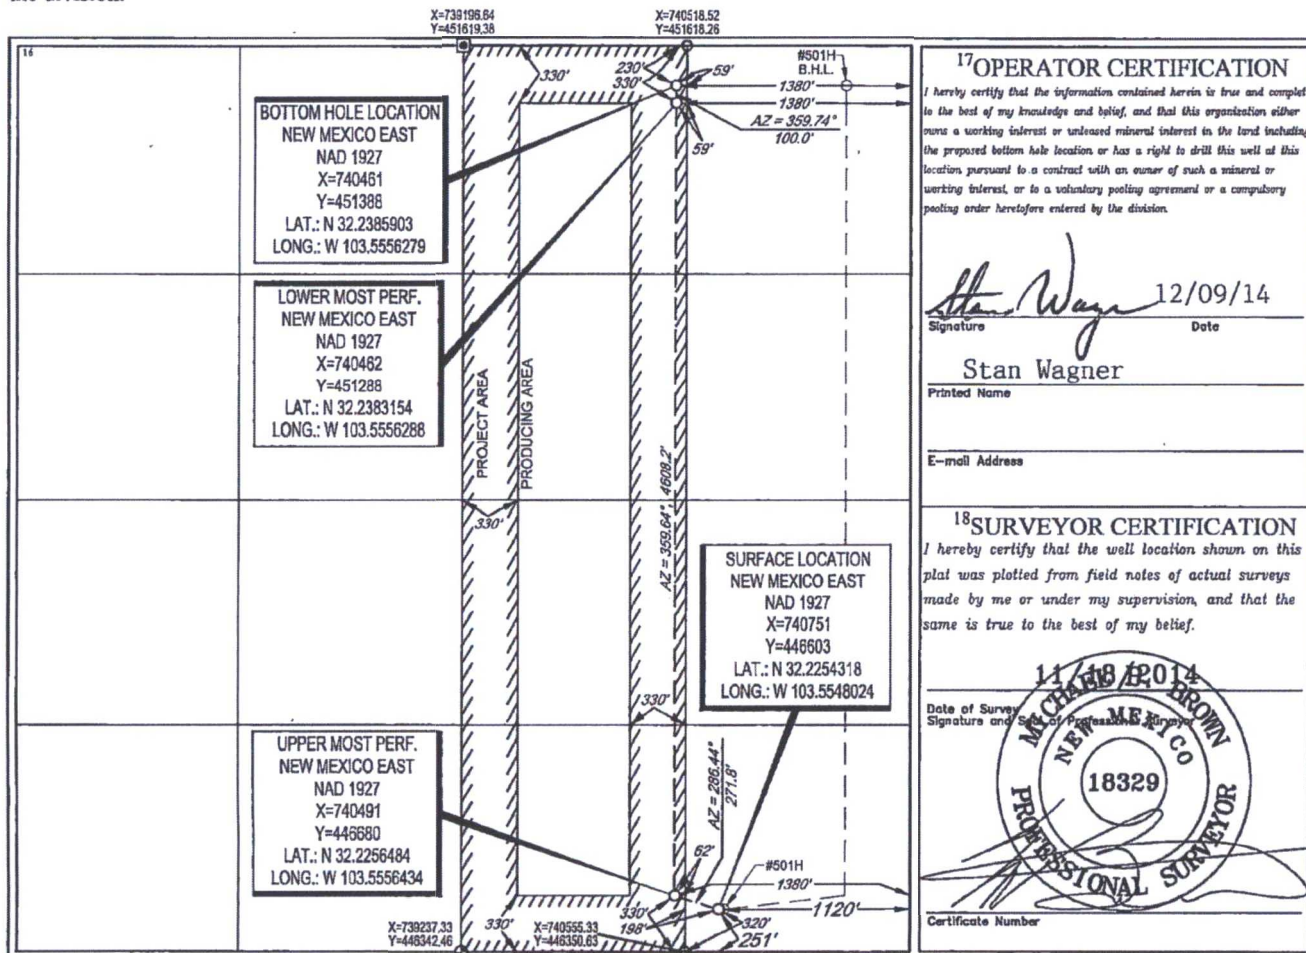 X=739196.64
Y=451619.38
X=740518.52
Y=451618.26
16
330'
230'
330'
59'
#501H
B.H.L.
1380'
1380'
AZ = 359.74°
100.0'
59'
BOTTOM HOLE LOCATION
NEW MEXICO EAST
NAD 1927
X=740461
Y=451388
LAT.: N 32.2385903
LONG.: W 103.5556279
LOWER MOST PERF.
NEW MEXICO EAST
NAD 1927
X=740462
Y=451288
LAT.: N 32.2383154
LONG.: W 103.5556288
PROJECT AREA
PRODUCING AREA
330'
AZ = 359.64°, 4608.2'
SURFACE LOCATION
NEW MEXICO EAST
NAD 1927
X=740751
Y=446603
LAT.: N 32.2254318
LONG.: W 103.5548024
330'
UPPER MOST PERF.
NEW MEXICO EAST
NAD 1927
X=740491
Y=446680
LAT.: N 32.2256484
LONG.: W 103.5556434
AZ = 286.44°
271.8'
62'
#501H
1380'
1120'
330'
198'
320'
251'
330'
X=739237.33
Y=446342.46
X=740555.33
Y=446350.63
17 OPERATOR CERTIFICATION
I hereby certify that the information contained herein is true and complete
to the best of my knowledge and belief, and that this organization either
owns a working interest or unleased mineral interest in the land including
the proposed bottom hole location or has a right to drill this well at this
location pursuant to a contract with an owner of such a mineral or
working interest, or to a voluntary pooling agreement or a compulsory
pooling order heretofore entered by the division.
Stan Wagner 12/09/14
Signature Date
Stan Wagner
Printed Name
E-mail Address
18 SURVEYOR CERTIFICATION
I hereby certify that the well location shown on this
plat was plotted from field notes of actual surveys
made by me or under my supervision, and that the
same is true to the best of my belief.
11/18/2014
Date of Survey
Signature and Seal of Professional Surveyor
MICHAEL BROWN
NEW MEXICO
18329
PROFESSIONAL SURVEYOR
Certificate Number